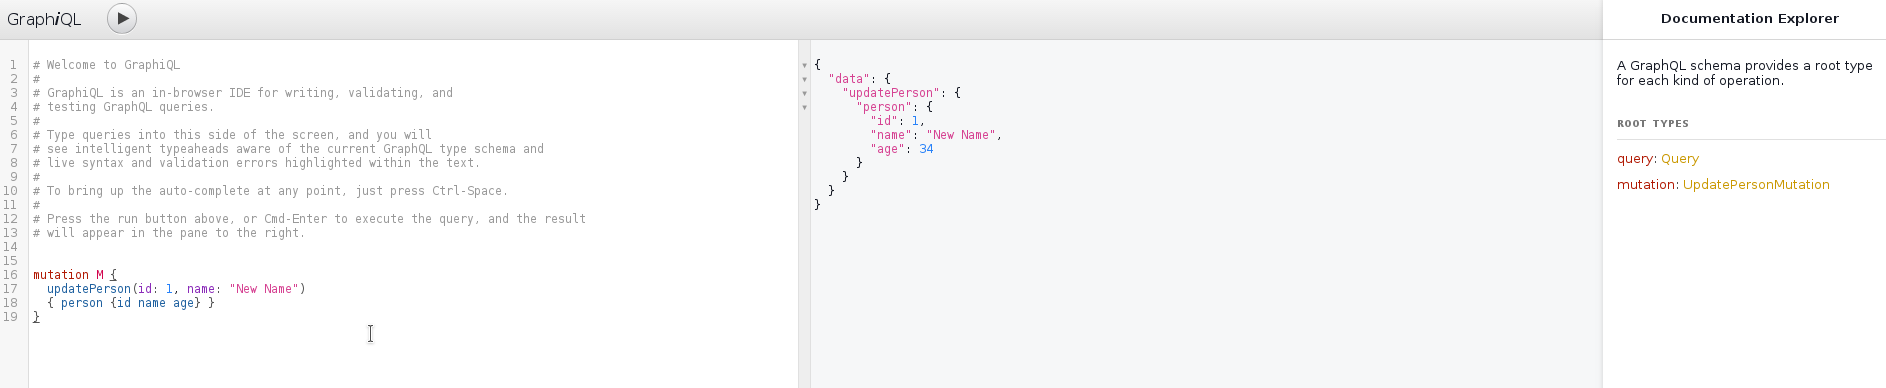 GraphiQL
1 # Welcome to GraphiQL
2 #
3 # GraphiQL is an in-browser IDE for writing, validating, and
4 # testing GraphQL queries.
5 #
6 # Type queries into this side of the screen, and you will
7 # see intelligent typeaheads aware of the current GraphQL type schema and
8 # live syntax and validation errors highlighted within the text.
9 #
10 # To bring up the auto-complete at any point, just press Ctrl-Space.
11 #
12 # Press the run button above, or Cmd-Enter to execute the query, and the result
13 # will appear in the pane to the right.
14
15
16 mutation M {
17   updatePerson(id: 1, name: "New Name")
18   { person {id name age} }
19 }
{
  "data": {
    "updatePerson": {
      "person": {
        "id": 1,
        "name": "New Name",
        "age": 34
      }
    }
  }
}
Documentation Explorer
A GraphQL schema provides a root type
for each kind of operation.
ROOT TYPES
query: Query
mutation: UpdatePersonMutation